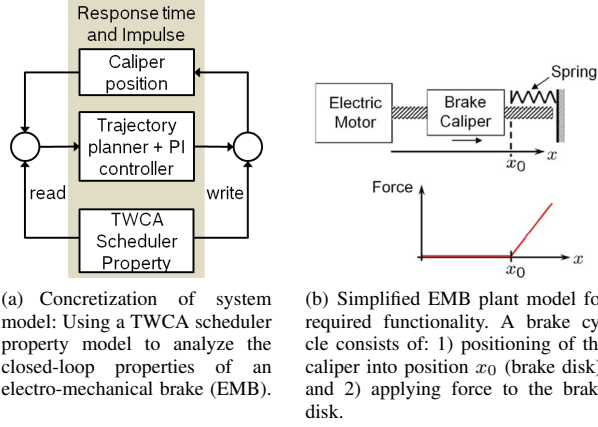 Response time
and Impulse
Caliper
position
Trajectory
planner + PI
controller
read
write
TWCA
Scheduler
Property
(a) Concretization of system
model: Using a TWCA scheduler
property model to analyze the
closed-loop properties of an
electro-mechanical brake (EMB).
Spring
Electric
Motor
Brake
Caliper
x0
x
Force
x0
x
(b) Simplified EMB plant model fo
required functionality. A brake cy
cle consists of: 1) positioning of th
caliper into position x0 (brake disk)
and 2) applying force to the brak
disk.